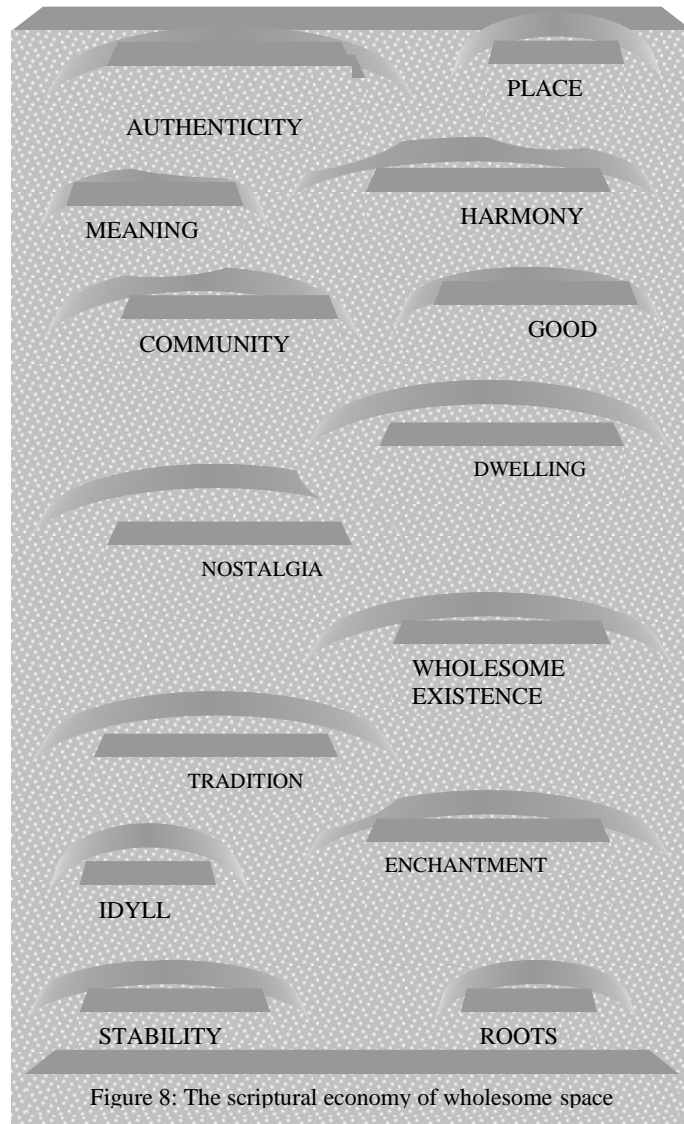 PLACE
AUTHENTICITY
HARMONY
MEANING
GOOD
COMMUNITY
DWELLING
NOSTALGIA
WHOLESOME
EXISTENCE
TRADITION
ENCHANTMENT
IDYLL
STABILITY
ROOTS
Figure 8: The scriptural economy of wholesome space